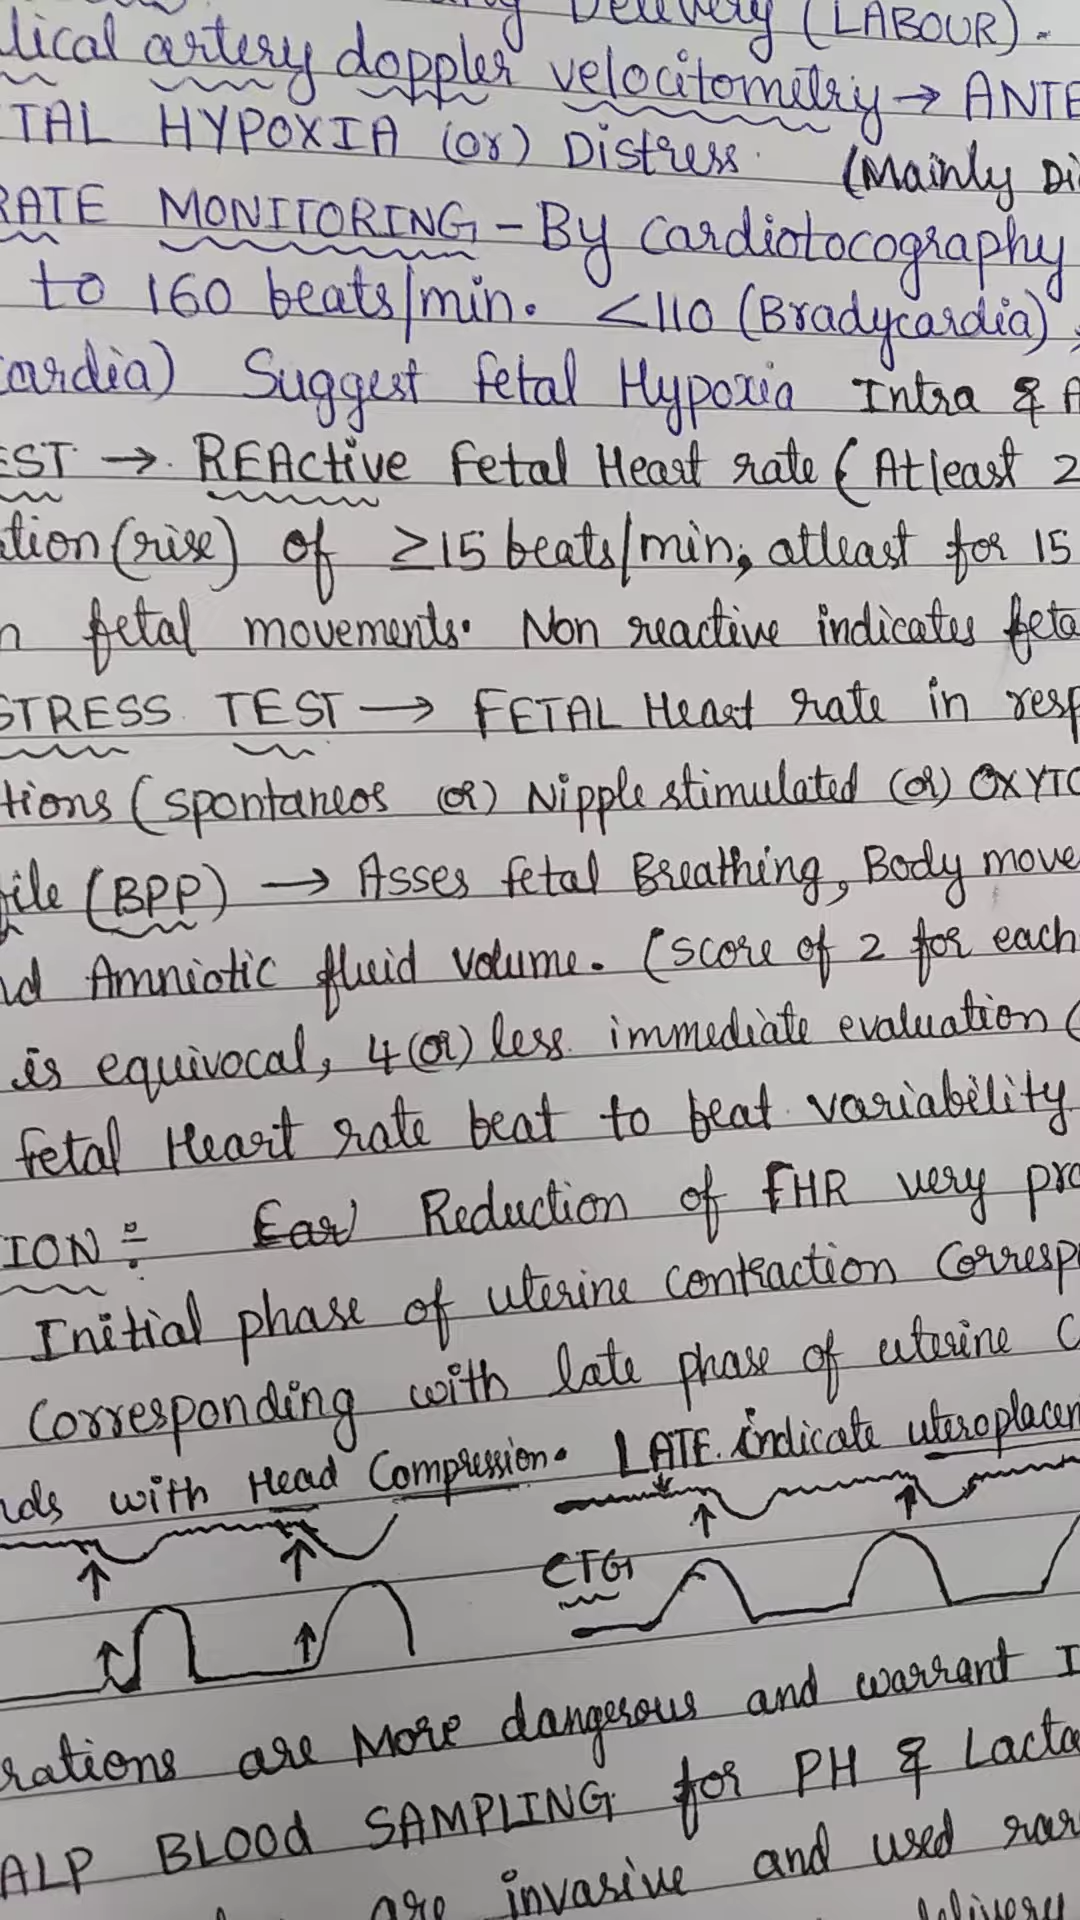 Delivery (LABOUR).
lical artery doppler velocitometry → ANTE
TAL HYPOXIA (or) Distress. (Mainly Di
RATE MONITORING - By Cardiotocography
to 160 beats/min. <110 (Bradycardia),
cardia) Suggest Fetal Hypoxia Intra & A
EST → REActive Fetal Heart rate (Atleast 2
ation (rise) of ≥15 beats/min, atleast for 15
n fetal movements. Non reactive indicates feta
STRESS TEST → FETAL Heart rate in resp
tions (spontaneos (or) Nipple stimulated (or) OXYTO
file (BPP) → Asses fetal Breathing, Body move
nd Amniotic fluid volume. (score of 2 for each
is equivocal, 4 (or) less immediate evaluation (
fetal Heart rate beat to beat variability
ION :- Ear Reduction of FHR very pro
Initial phase of uterine contraction Corresp
Corresponding with late phase of uterine C
nds with Head Compression. LATE indicate uteroplacen
CTG
rations are More dangerous and warrant I
ALP BLOOd SAMPLING for PH & Lacta
are invasive and used rar
delivery